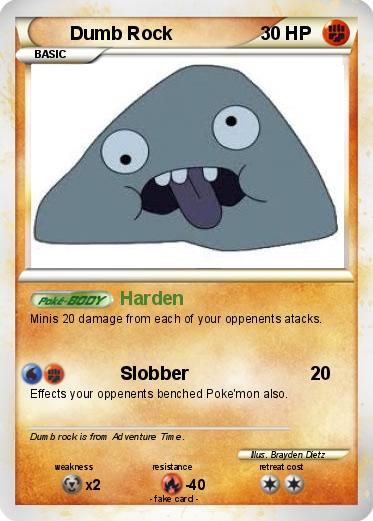 Dumb Rock 30 HP
BASIC
Poké-BODY Harden
Minis 20 damage from each of your oppenents atacks.
Slobber 20
Effects your oppenents benched Poke'mon also.
Dumb rock is from Adventure Time.
Illus. Brayden Dietz
weakness resistance retreat cost
x2 -40
- fake card -